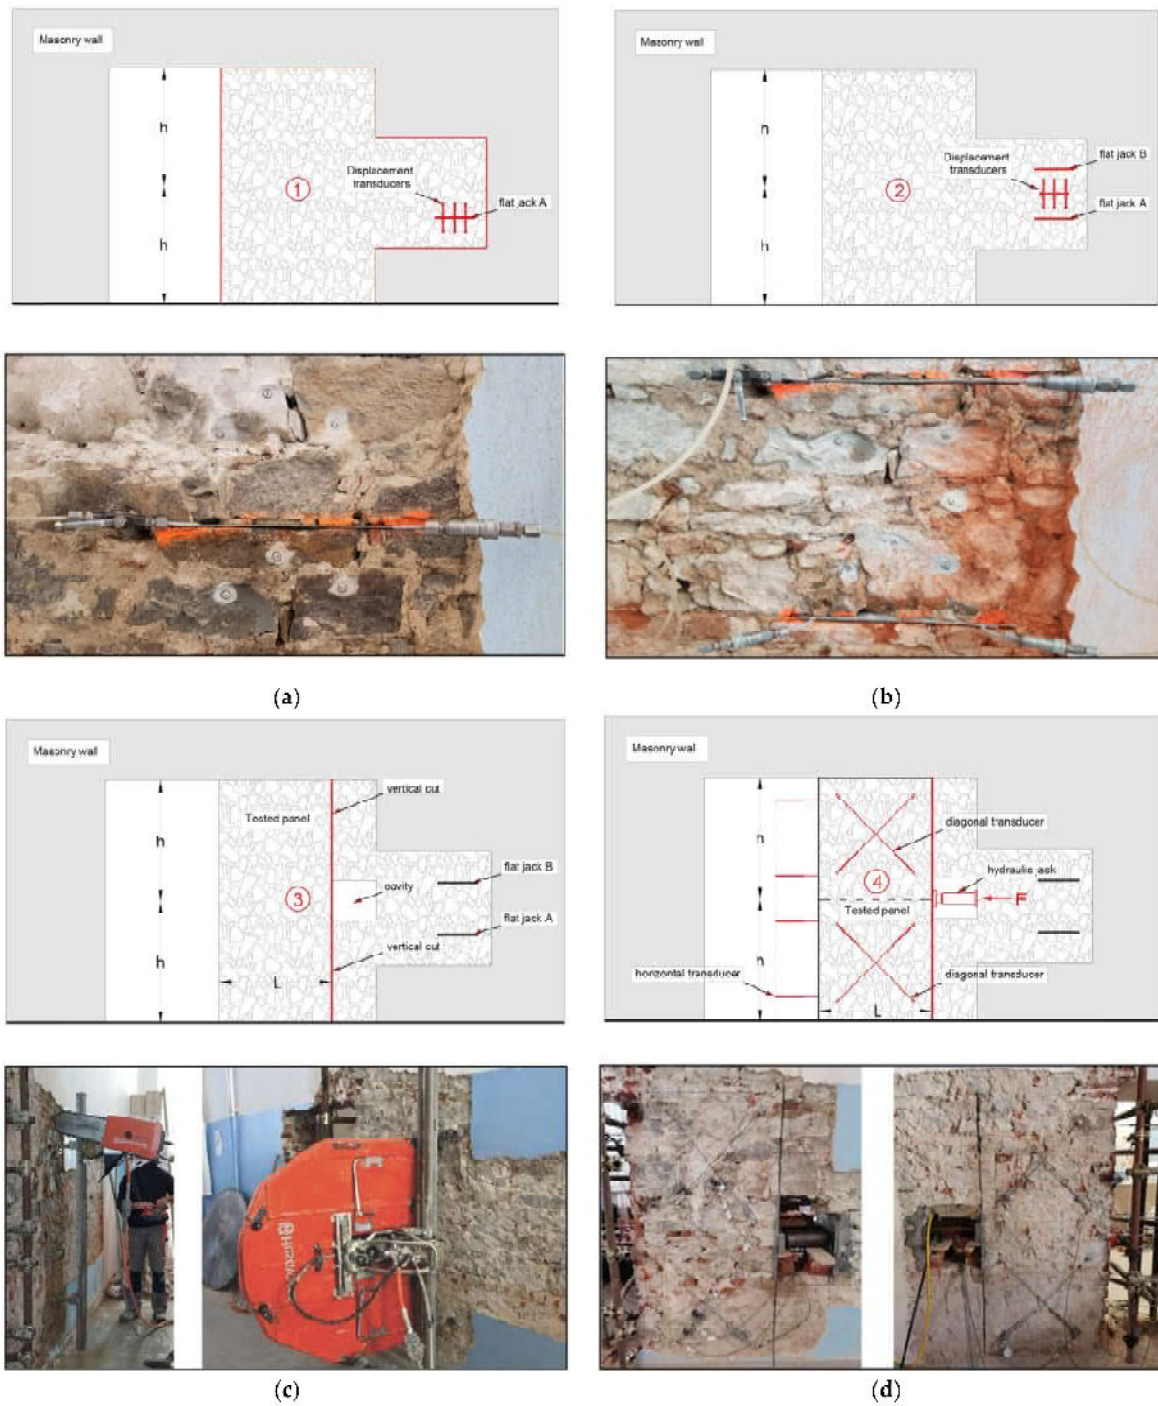 Masonry wall
h
h
1
Displacement
transducers
flat jack A
Masonry wall
h
h
2
Displacement
transducers
flat jack B
flat jack A
(a)
(b)
Masonry wall
vertical cut
Tested panel
h
3
cavity
flat jack B
flat jack A
h
vertical cut
L
Masonry wall
h
diagonal transducer
hydraulic jack
4
F
Tested panel
h
horizontal transducer
diagonal transducer
L
(c)
(d)